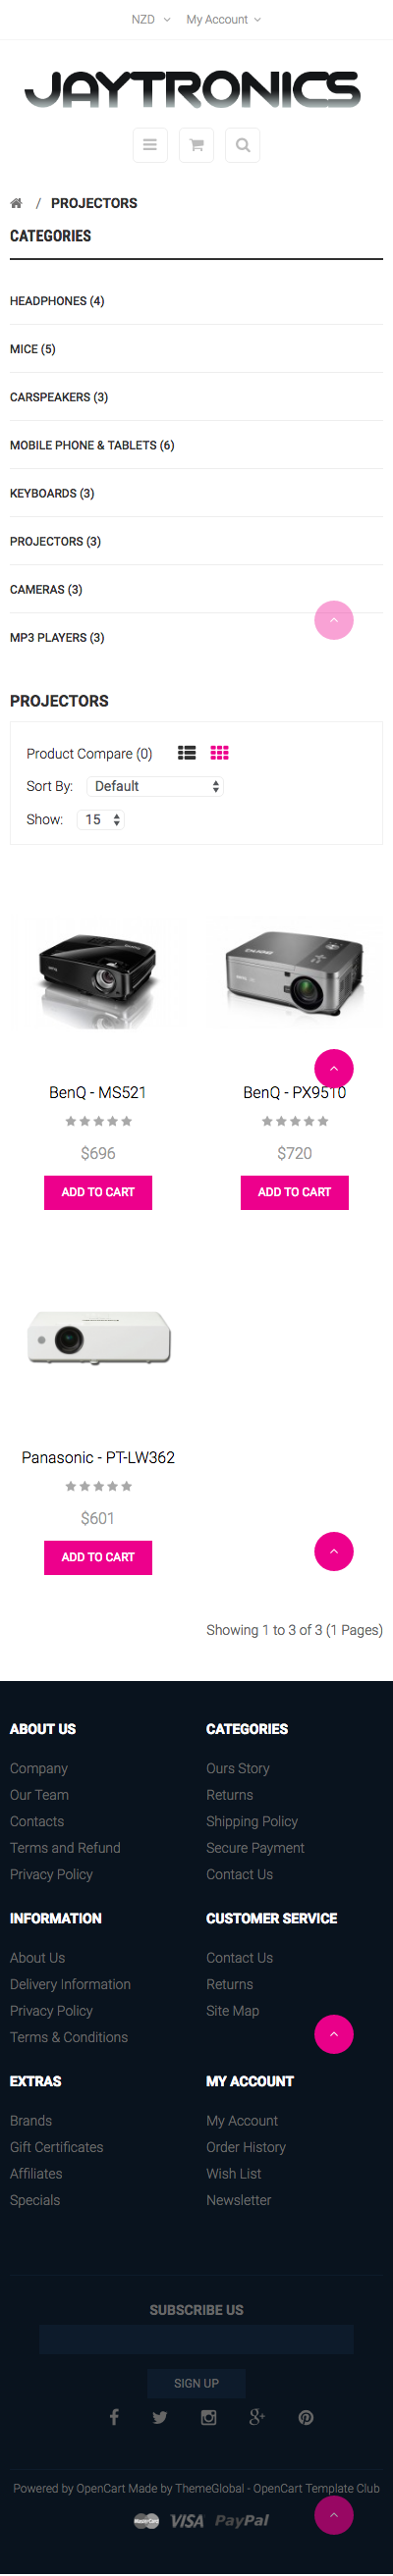 NZD My Account
JAYTRONICS
/ PROJECTORS
CATEGORIES
HEADPHONES (4)
MICE (5)
CARSPEAKERS (3)
MOBILE PHONE & TABLETS (6)
KEYBOARDS (3)
PROJECTORS (3)
CAMERAS (3)
MP3 PLAYERS (3)
PROJECTORS
Product Compare (0)
Sort By: Default
Show: 15
BenQ - MS521
BenQ - PX9510
$696
$720
ADD TO CART
ADD TO CART
Panasonic - PT-LW362
$601
ADD TO CART
Showing 1 to 3 of 3 (1 Pages)
ABOUT US
Company
Our Team
Contacts
Terms and Refund
Privacy Policy
CATEGORIES
Ours Story
Returns
Shipping Policy
Secure Payment
Contact Us
INFORMATION
About Us
Delivery Information
Privacy Policy
Terms & Conditions
CUSTOMER SERVICE
Contact Us
Returns
Site Map
EXTRAS
Brands
Gift Certificates
Affiliates
Specials
MY ACCOUNT
My Account
Order History
Wish List
Newsletter
SUBSCRIBE US
SIGN UP
Powered by OpenCart Made by ThemeGlobal - OpenCart Template Club
MasterCard VISA PayPal